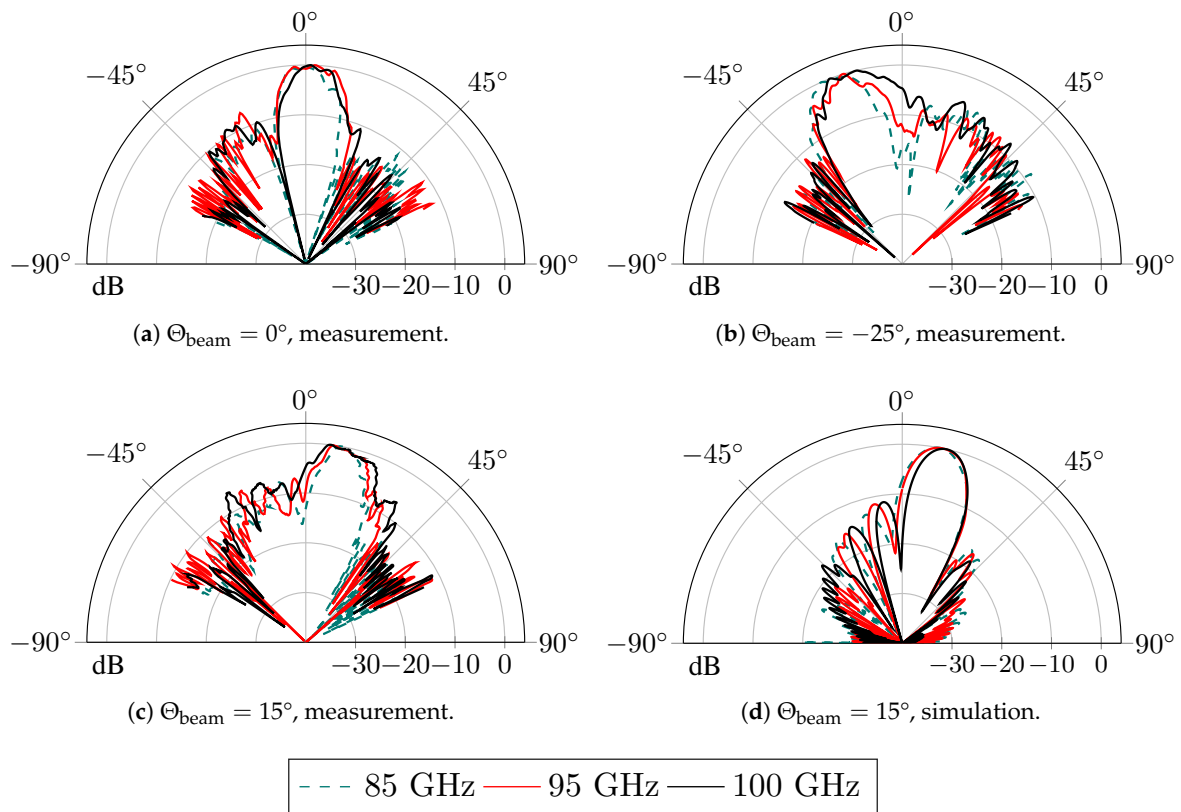 0° 0°
−45° 45° −45° 45°
−90° 90° −90° 90°
dB −30 −20 −10 0 dB −30 −20 −10 0
(a) Θbeam = 0°, measurement. (b) Θbeam = −25°, measurement.
0° 0°
−45° 45° −45° 45°
−90° 90° −90° 90°
dB −30 −20 −10 0 dB −30 −20 −10 0
(c) Θbeam = 15°, measurement. (d) Θbeam = 15°, simulation.
85 GHz 95 GHz 100 GHz